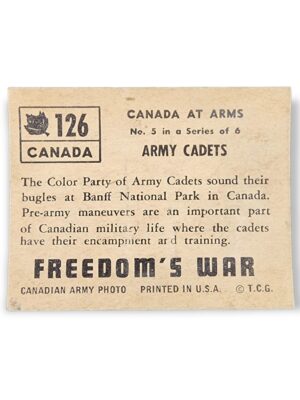 126
CANADA
CANADA AT ARMS
No. 5 in a Series of 6
ARMY CADETS
The Color Party of Army Cadets sound their
bugles at Banff National Park in Canada.
Pre-army maneuvers are an important part
of Canadian military life where the cadets
have their encampment and training.
FREEDOM'S WAR
CANADIAN ARMY PHOTO PRINTED IN U.S.A. © T.C.G.